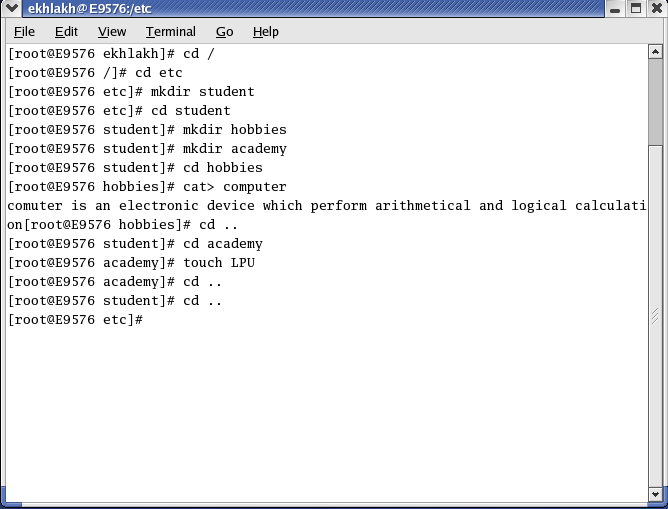 ekhlakh@E9576:/etc
File Edit View Terminal Go Help
[root@E9576 ekhlakh]# cd /
[root@E9576 /]# cd etc
[root@E9576 etc]# mkdir student
[root@E9576 etc]# cd student
[root@E9576 student]# mkdir hobbies
[root@E9576 student]# mkdir academy
[root@E9576 student]# cd hobbies
[root@E9576 hobbies]# cat> computer
comuter is an electronic device which perform arithmetical and logical calculati
on[root@E9576 hobbies]# cd ..
[root@E9576 student]# cd academy
[root@E9576 academy]# touch LPU
[root@E9576 academy]# cd ..
[root@E9576 student]# cd ..
[root@E9576 etc]#